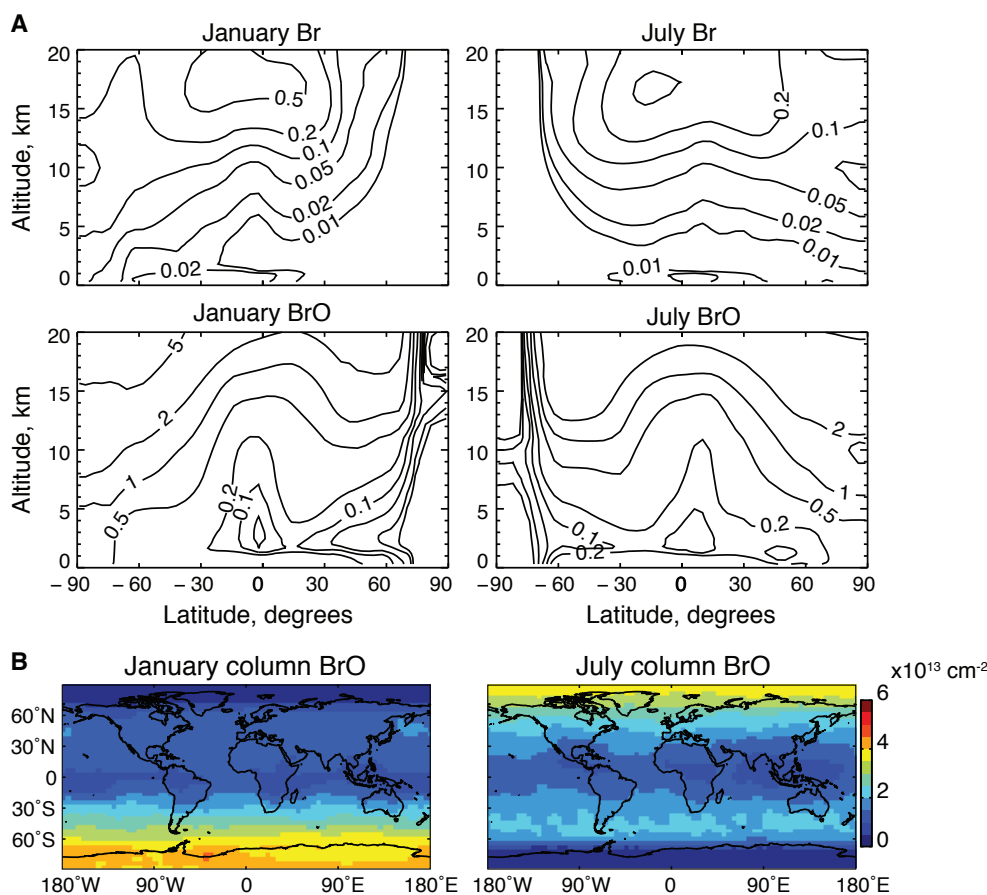 A
January Br
July Br
Altitude, km
20
15
10
5
0
0.5
0.2
0.1
0.05
0.02
0.01
0.02
20
15
10
5
0
0.2
0.1
0.05
0.02
0.01
0.01
January BrO
July BrO
Altitude, km
20
15
10
5
0
5
2
1
0.5
0.2
0.1
0.1
20
15
10
5
0
2
1
0.5
0.2
0.1
0.2
−90 −60 −30 0 30 60 90
−90 −60 −30 0 30 60 90
Latitude, degrees
Latitude, degrees
B
January column BrO
July column BrO
x10¹³ cm⁻²
60˚N
30˚N
0
30˚S
60˚S
6
4
2
0
180˚W 90˚W 0˚ 90˚E 180˚E
180˚W 90˚W 0˚ 90˚E 180˚E